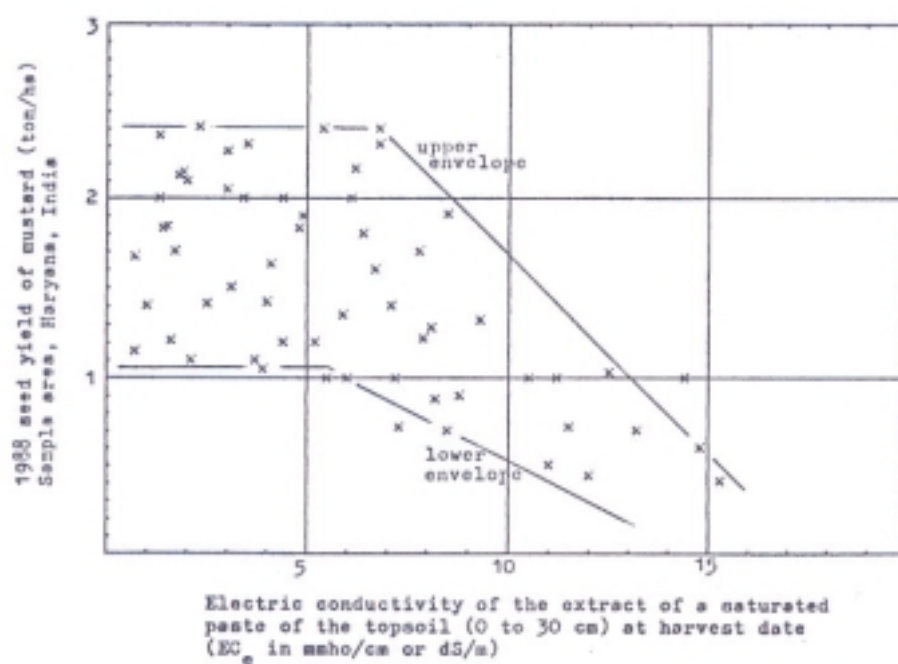 3
2
1
1988 seed yield of mustard (ton/ha)
Sample area, Haryana, India
upper
envelope
lower
envelope
5
10
15
Electric conductivity of the extract of a saturated
paste of the topsoil (0 to 30 cm) at harvest date
(ECe in mmho/cm or dS/m)